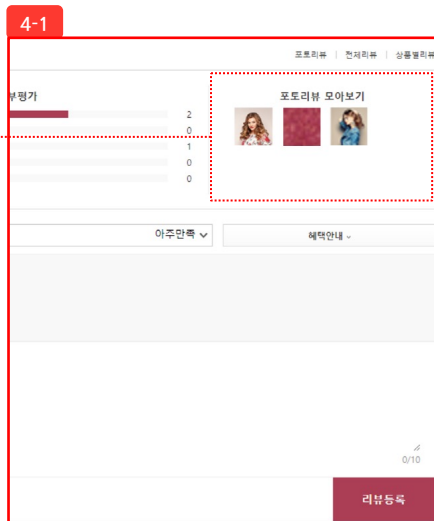 4-1
포토리뷰 | 전체리뷰 | 상품별리뷰
부평가
포토리뷰 모아보기
2
0
1
0
0
아주만족
혜택안내
0/10
리뷰등록